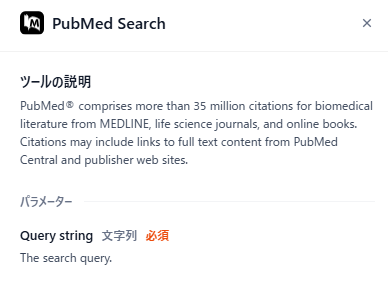 PubMed Search
ツールの説明
PubMed® comprises more than 35 million citations for biomedical
literature from MEDLINE, life science journals, and online books.
Citations may include links to full text content from PubMed
Central and publisher web sites.
パラメーター
Query string 文字列 必須
The search query.